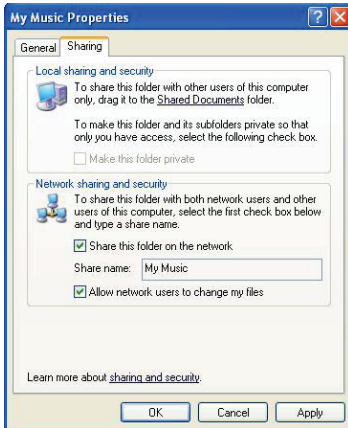 My Music Properties
General
Sharing
Local sharing and security
To share this folder with other users of this computer
only, drag it to the Shared Documents folder.
To make this folder and its subfolders private so that
only you have access, select the following check box.
Make this folder private
Network sharing and security
To share this folder with both network users and other
users of this computer, select the first check box below
and type a share name.
Share this folder on the network
Share name: My Music
Allow network users to change my files
Learn more about sharing and security.
OK
Cancel
Apply